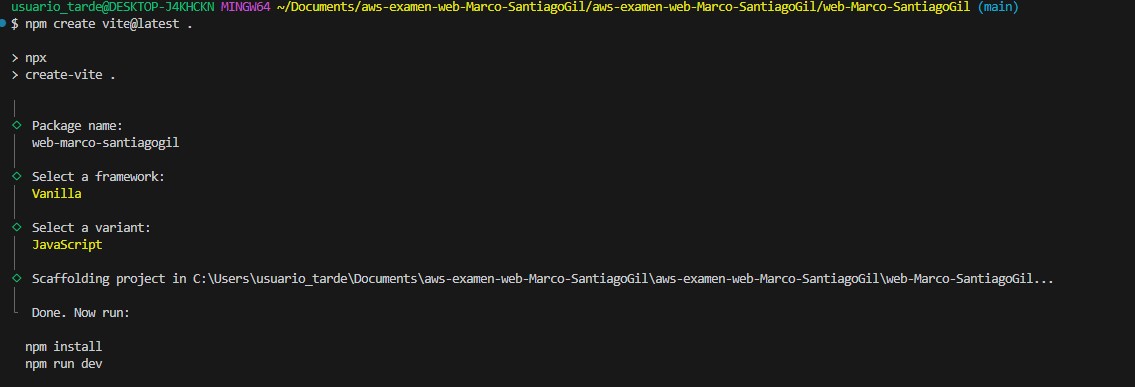 usuario_tarde@DESKTOP-J4KHCKN MINGW64 ~/Documents/aws-examen-web-Marco-SantiagoGil/aws-examen-web-Marco-SantiagoGil/web-Marco-SantiagoGil (main)
$ npm create vite@latest .
> npx
> create-vite .
Package name:
web-marco-santiagogil
Select a framework:
Vanilla
Select a variant:
JavaScript
Scaffolding project in C:\Users\usuario_tarde\Documents\aws-examen-web-Marco-SantiagoGil\aws-examen-web-Marco-SantiagoGil\web-Marco-SantiagoGil...
Done. Now run:
npm install
npm run dev